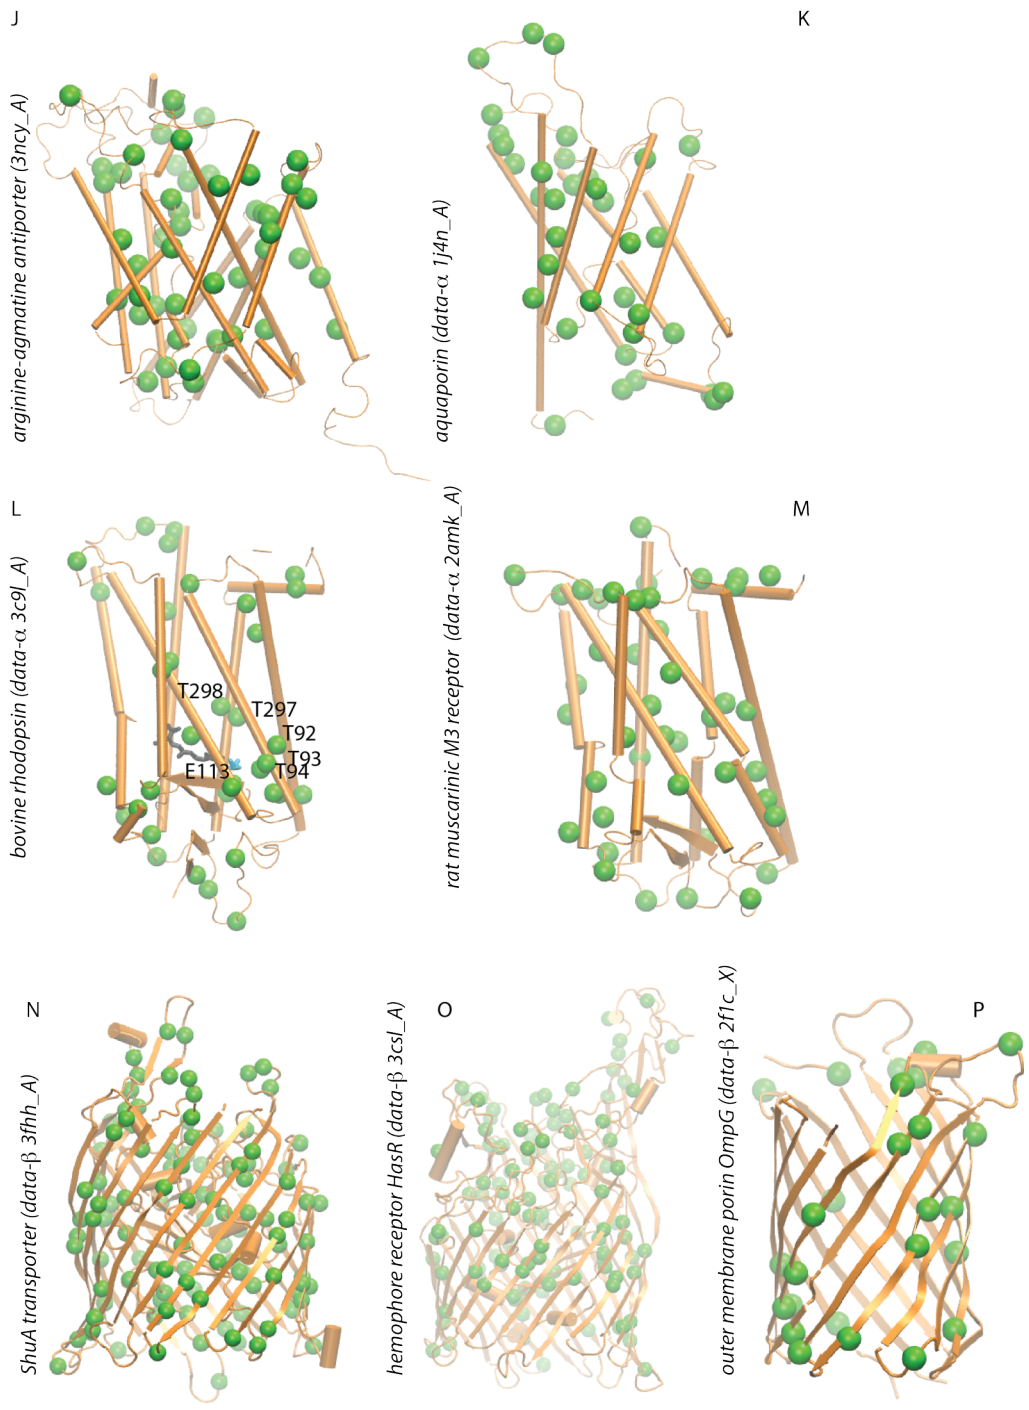 J
arginine-agmatine antiporter (3ncy_A)
K
aquaporin (data-α 1j4n_A)
L
bovine rhodopsin (data-α 3c9l_A)
T298
T297
T92
T93
E113
T94
M
rat muscarinic M3 receptor (data-α 2amk_A)
N
ShuA transporter (data-β 3fhh_A)
O
hemophore receptor HasR (data-β 3csl_A)
P
outer membrane porin OmpG (data-β 2f1c_X)